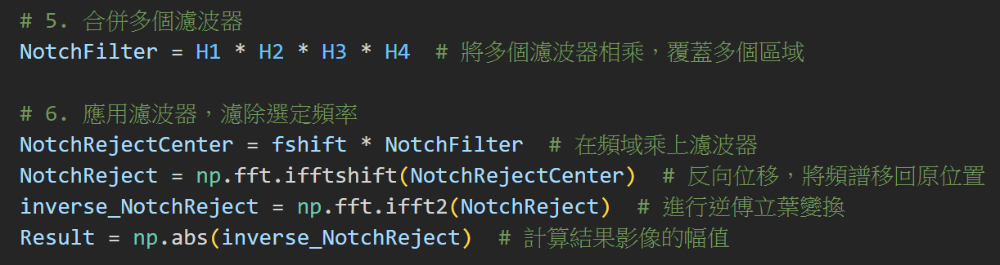 # 5. 合併多個濾波器
NotchFilter = H1 * H2 * H3 * H4  # 將多個濾波器相乘，覆蓋多個區域
# 6. 應用濾波器，濾除選定頻率
NotchRejectCenter = fshift * NotchFilter  # 在頻域乘上濾波器
NotchReject = np.fft.ifftshift(NotchRejectCenter)  # 反向位移，將頻譜移回原位置
inverse_NotchReject = np.fft.ifft2(NotchReject)  # 進行逆傅立葉變換
Result = np.abs(inverse_NotchReject)  # 計算結果影像的幅值